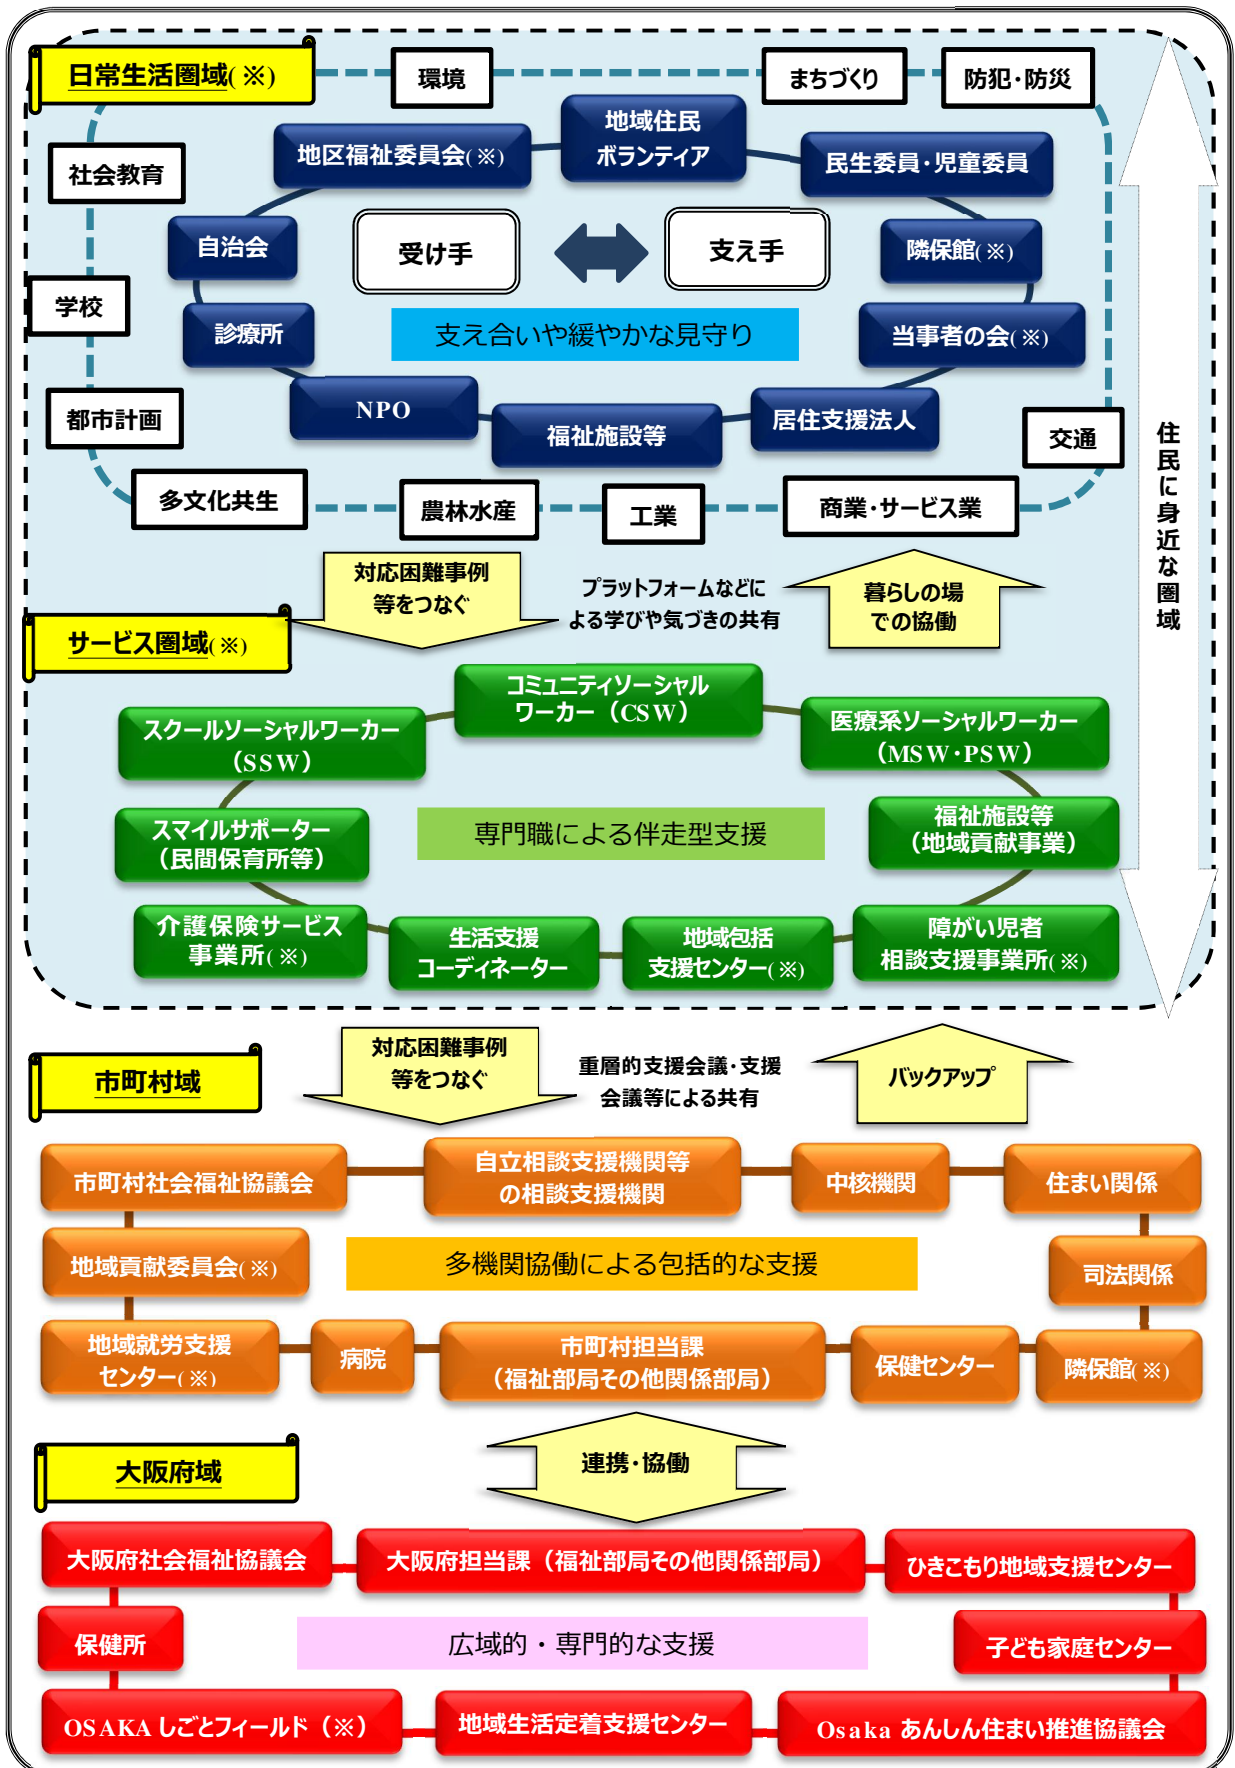 日常生活圏域(※)
環境
まちづくり
防犯・防災
社会教育
地区福祉委員会(※)
地域住民
ボランティア
民生委員・児童委員
自治会
受け手
支え手
隣保館(※)
学校
診療所
支え合いや緩やかな見守り
当事者の会(※)
都市計画
NPO
福祉施設等
居住支援法人
交通
多文化共生
農林水産
工業
商業・サービス業
住民に身近な圏域
対応困難事例
等をつなぐ
プラットフォームなどに
よる学びや気づきの共有
暮らしの場
での協働
サービス圏域(※)
コミュニティソーシャル
ワーカー（CSW）
スクールソーシャルワーカー
（SSW）
医療系ソーシャルワーカー
（MSW・PSW）
スマイルサポーター
（民間保育所等）
専門職による伴走型支援
福祉施設等
（地域貢献事業）
介護保険サービス
事業所(※)
生活支援
コーディネーター
地域包括
支援センター(※)
障がい児者
相談支援事業所(※)
市町村域
対応困難事例
等をつなぐ
重層的支援会議・支援
会議等による共有
バックアップ
市町村社会福祉協議会
自立相談支援機関等
の相談支援機関
中核機関
住まい関係
地域貢献委員会(※)
多機関協働による包括的な支援
司法関係
地域就労支援
センター(※)
病院
市町村担当課
（福祉部局その他関係部局）
保健センター
隣保館(※)
大阪府域
連携・協働
大阪府社会福祉協議会
大阪府担当課（福祉部局その他関係部局）
ひきこもり地域支援センター
保健所
広域的・専門的な支援
子ども家庭センター
OSAKA しごとフィールド（※）
地域生活定着支援センター
Osaka あんしん住まい推進協議会